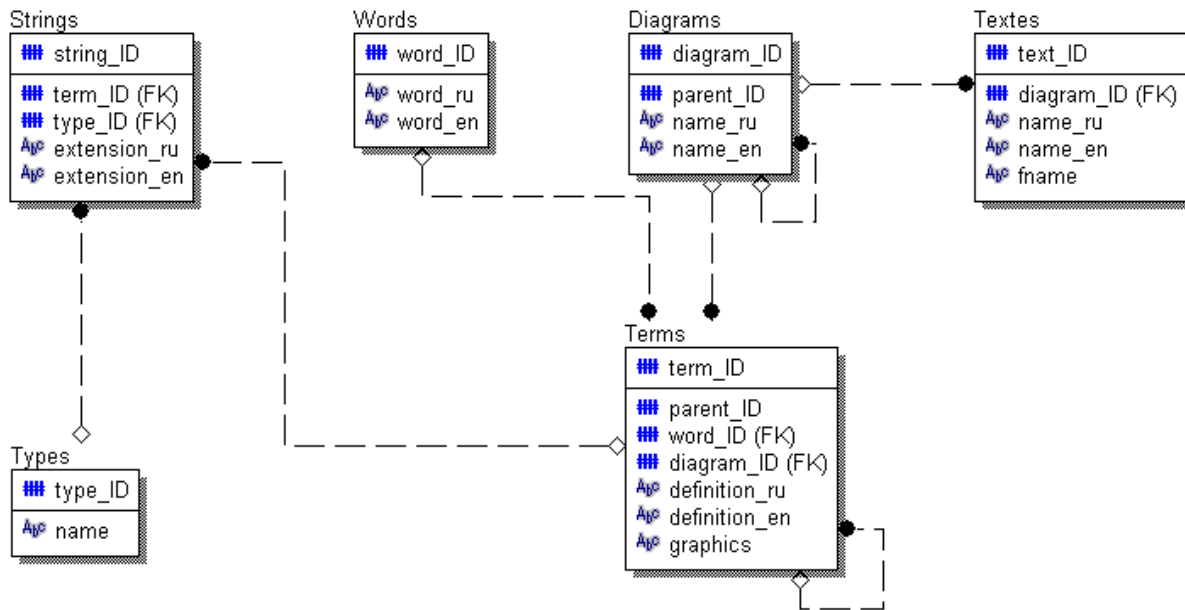 Strings
string_ID
term_ID (FK)
type_ID (FK)
extension_ru
extension_en
Words
word_ID
word_ru
word_en
Diagrams
diagram_ID
parent_ID
name_ru
name_en
Textes
text_ID
diagram_ID (FK)
name_ru
name_en
fname
Types
type_ID
name
Terms
term_ID
parent_ID
word_ID (FK)
diagram_ID (FK)
definition_ru
definition_en
graphics